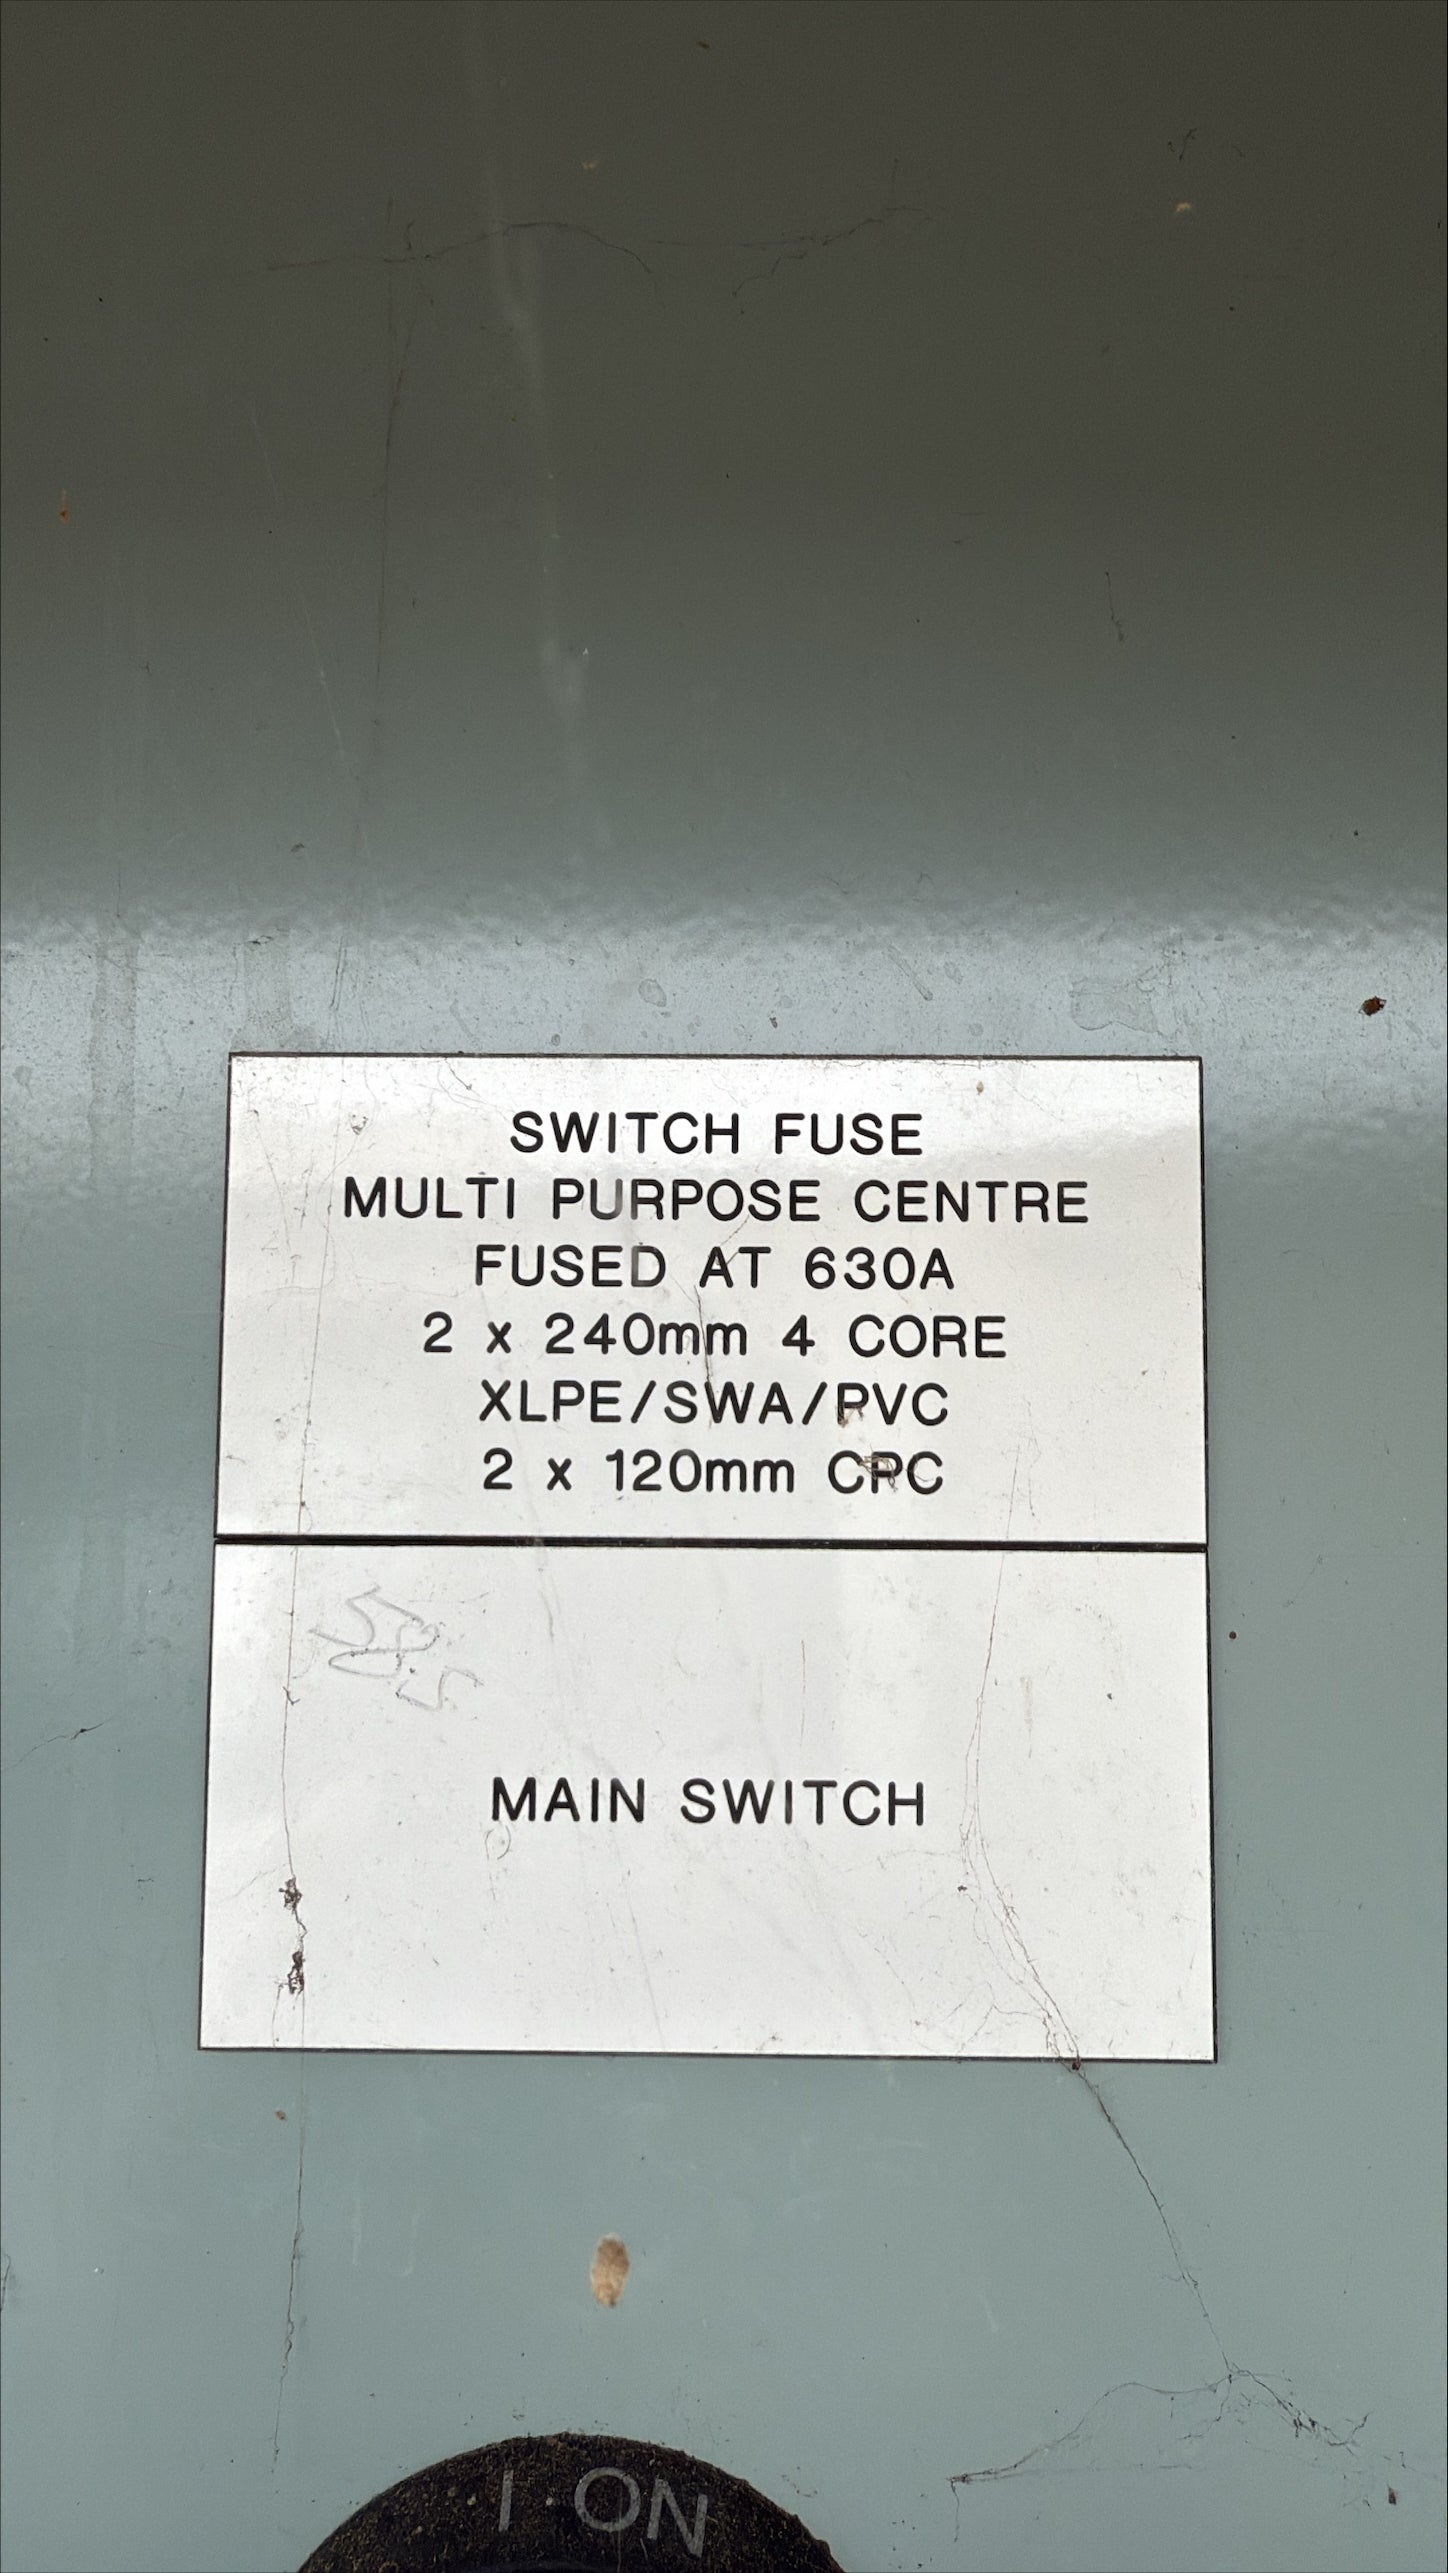 SWITCH FUSE
MULTI PURPOSE CENTRE
FUSED AT 630A
2 x 240mm 4 CORE
XLPE/SWA/PVC
2 x 120mm CPC
MAIN SWITCH
I ON